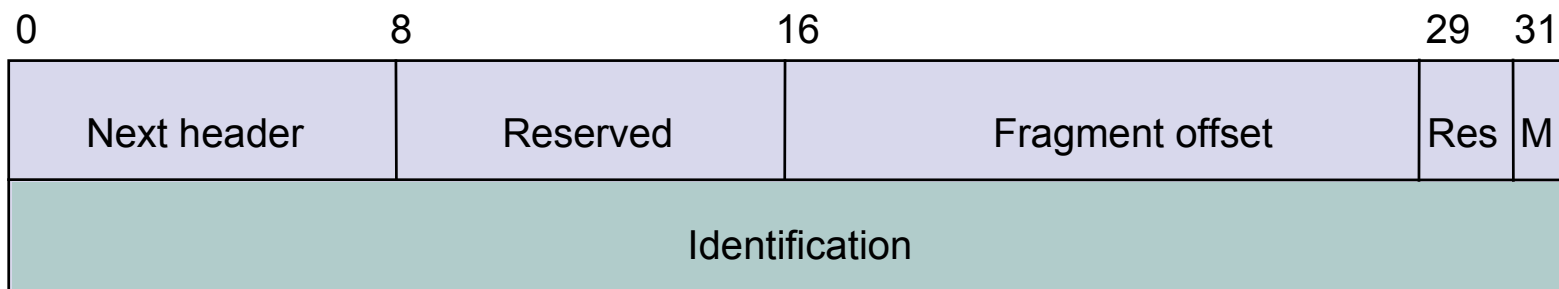 0 8 16 29 31
Next header Reserved Fragment offset Res M
Identification